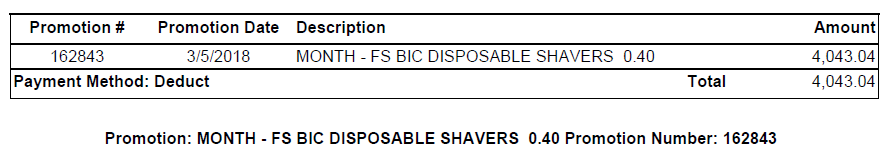 Promotion # Promotion Date Description Amount
162843 3/5/2018 MONTH - FS BIC DISPOSABLE SHAVERS 0.40 4,043.04
Payment Method: Deduct Total 4,043.04
Promotion: MONTH - FS BIC DISPOSABLE SHAVERS 0.40 Promotion Number: 162843